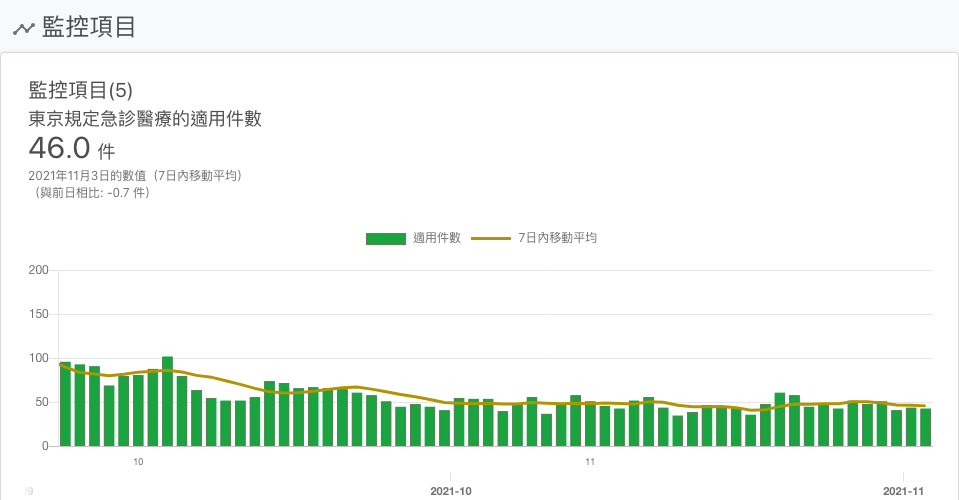 監控項目
監控項目(5)
東京規定急診醫療的適用件數
46.0 件
2021年11月3日的數值（7日內移動平均）
（與前日相比: -0.7 件）
適用件數 7日內移動平均
200
150
100
50
0
10 11
2021-10 2021-11